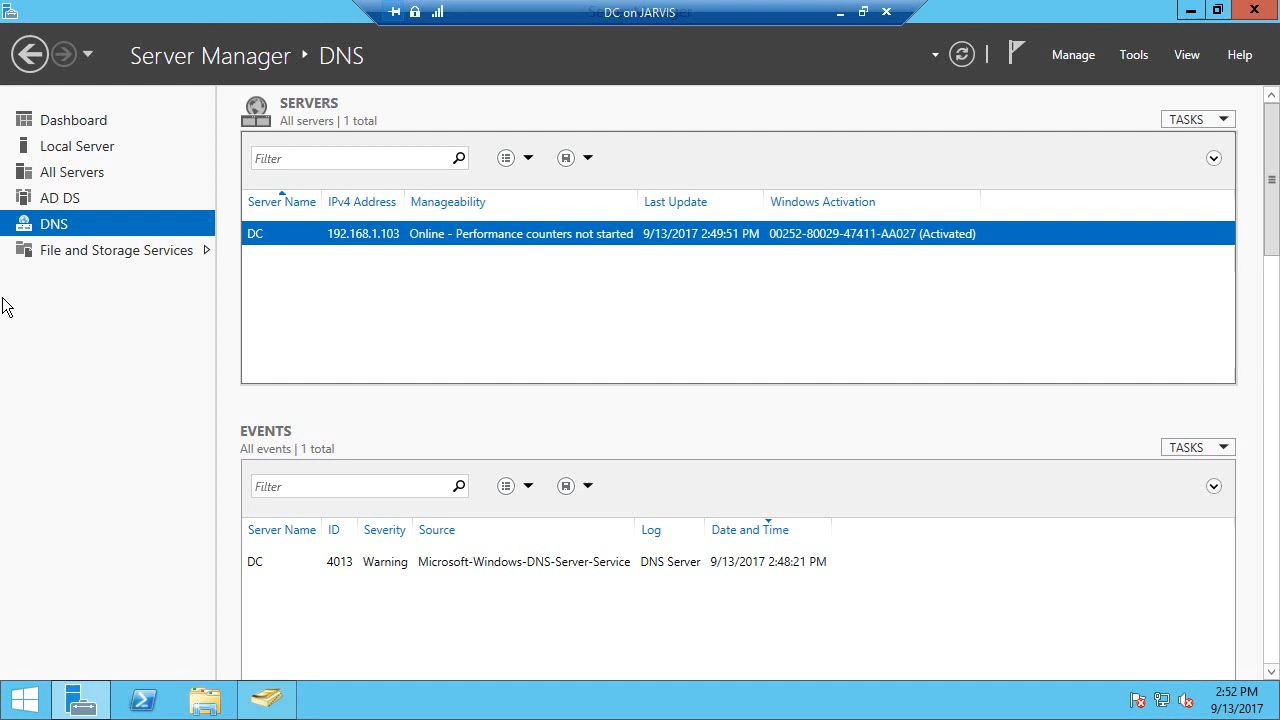 DC on JARVIS
Server Manager ‣ DNS
Manage Tools View Help
Dashboard
Local Server
All Servers
AD DS
DNS
File and Storage Services
SERVERS
All servers | 1 total
TASKS
Filter
Server Name IPv4 Address Manageability Last Update Windows Activation
DC 192.168.1.103 Online - Performance counters not started 9/13/2017 2:49:51 PM 00252-80029-47411-AA027 (Activated)
EVENTS
All events | 1 total
TASKS
Filter
Server Name ID Severity Source Log Date and Time
DC 4013 Warning Microsoft-Windows-DNS-Server-Service DNS Server 9/13/2017 2:48:21 PM
2:52 PM
9/13/2017